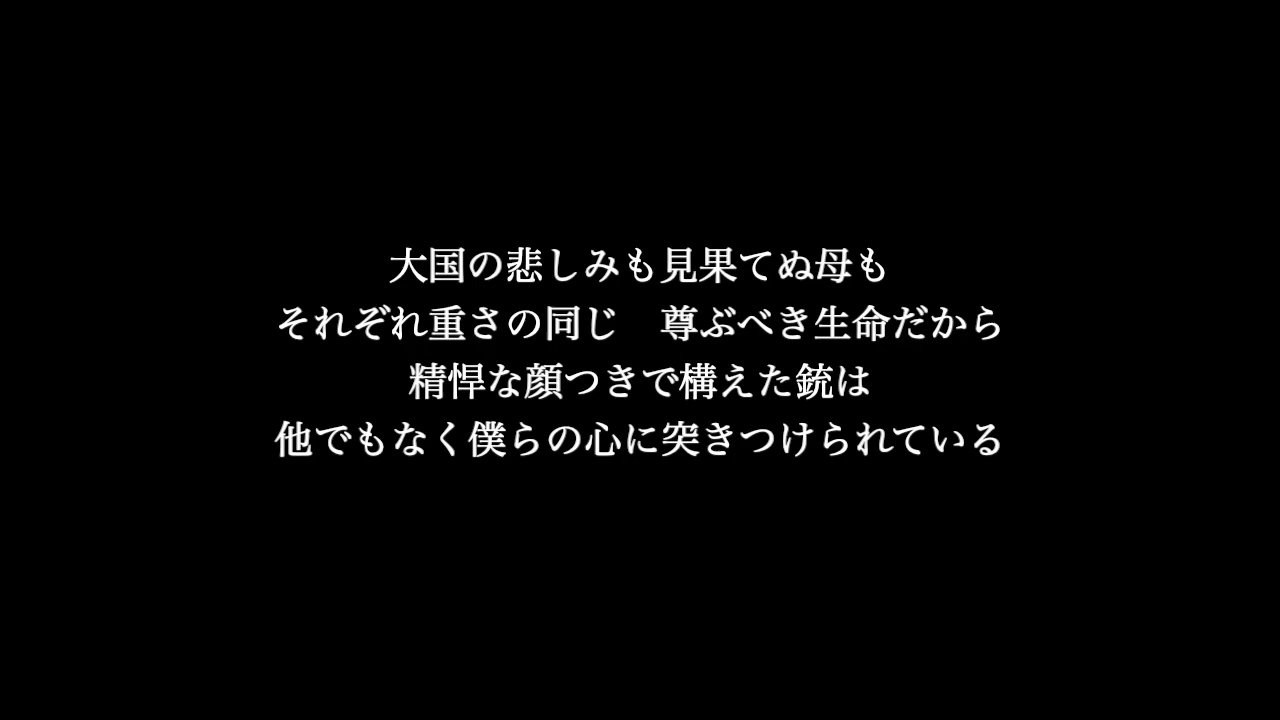 大国の悲しみも見果てぬ母も
それぞれ重さの同じ　尊ぶべき生命だから
精悍な顔つきで構えた銃は
他でもなく僕らの心に突きつけられている